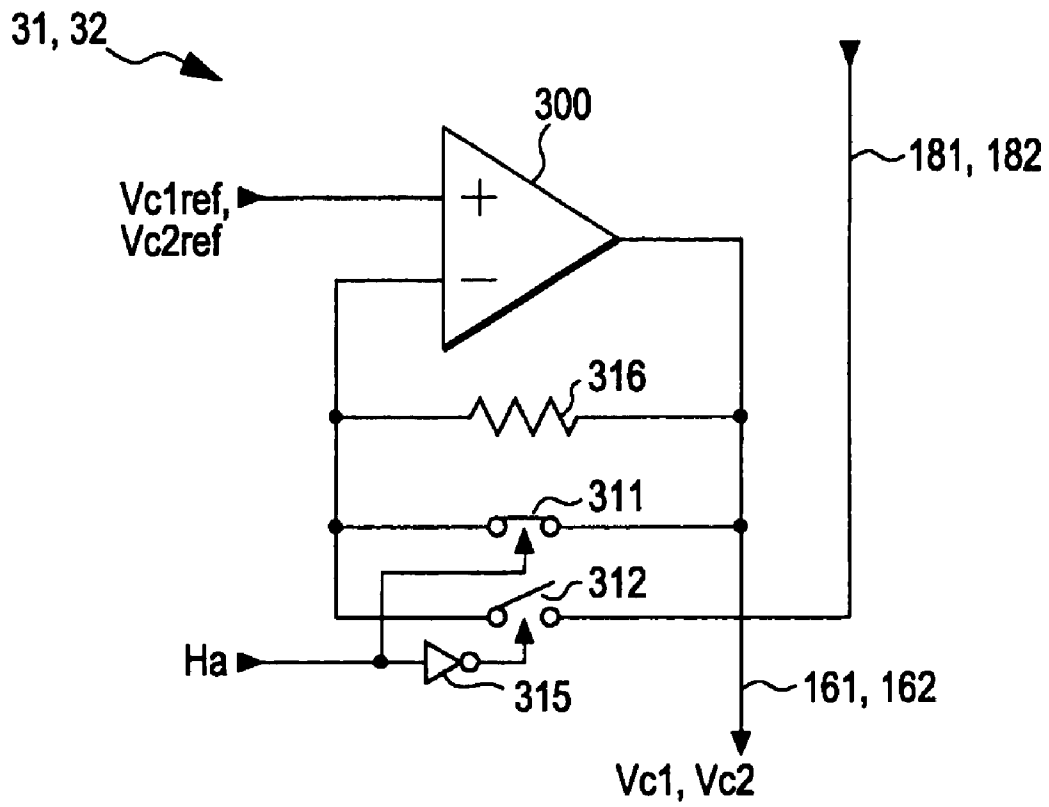 31, 32
300
181, 182
Vc1ref,
Vc2ref
+
−
316
311
312
Ha
315
161, 162
Vc1, Vc2